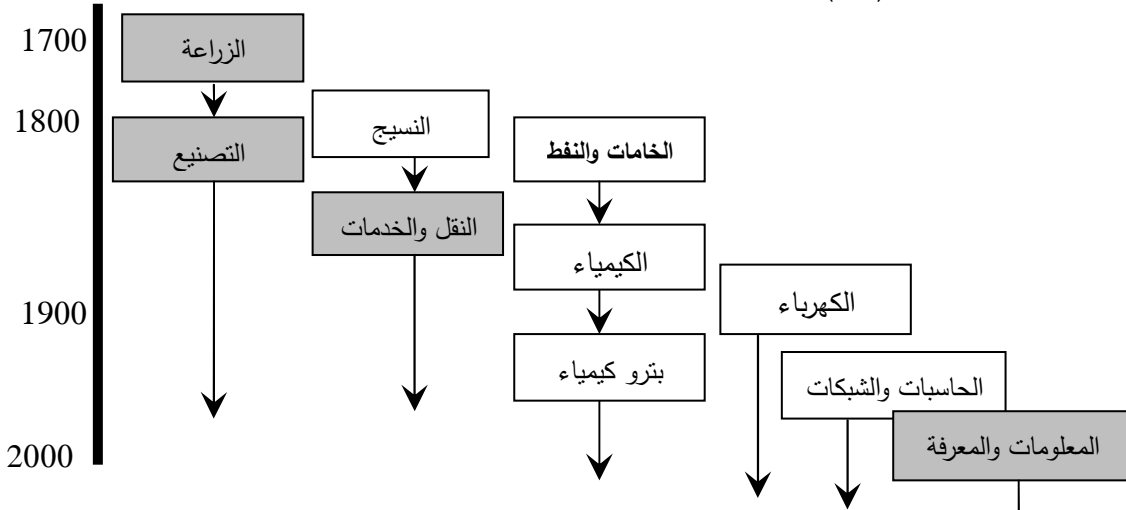 1700
الزراعة
1800
النسيج
التصنيع
الخامات والنفط
النقل والخدمات
الكيمياء
الكهرباء
1900
بترو كيمياء
الحاسبات والشبكات
المعلومات والمعرفة
2000